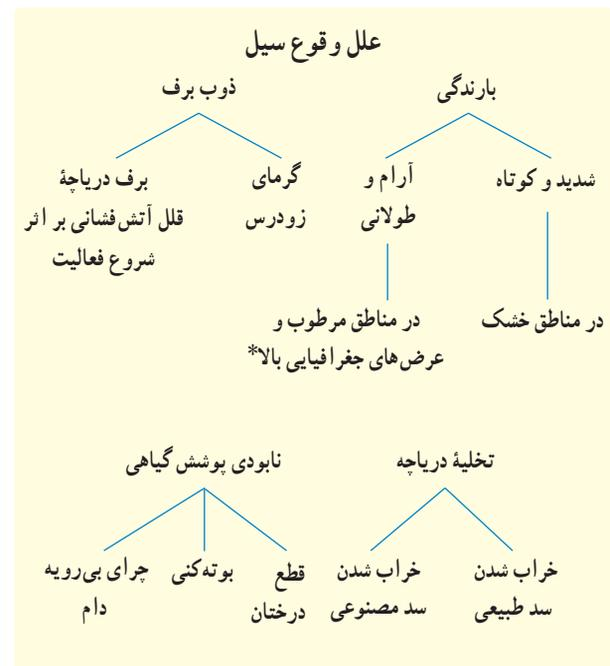 علل وقوع سیل
بارندگی
ذوب برف
شدید و کوتاه
آرام و
طولانی
گرمای
زودرس
برف دریاچهٔ
قلل آتش‌فشانی بر اثر
شروع فعالیت
در مناطق خشک
در مناطق مرطوب و
عرض‌های جغرافیایی بالا*
تخلیهٔ دریاچه
نابودی پوشش گیاهی
خراب شدن
سد طبیعی
خراب شدن
سد مصنوعی
قطع
درختان
بوته‌کنی
چرای بی‌رویه
دام